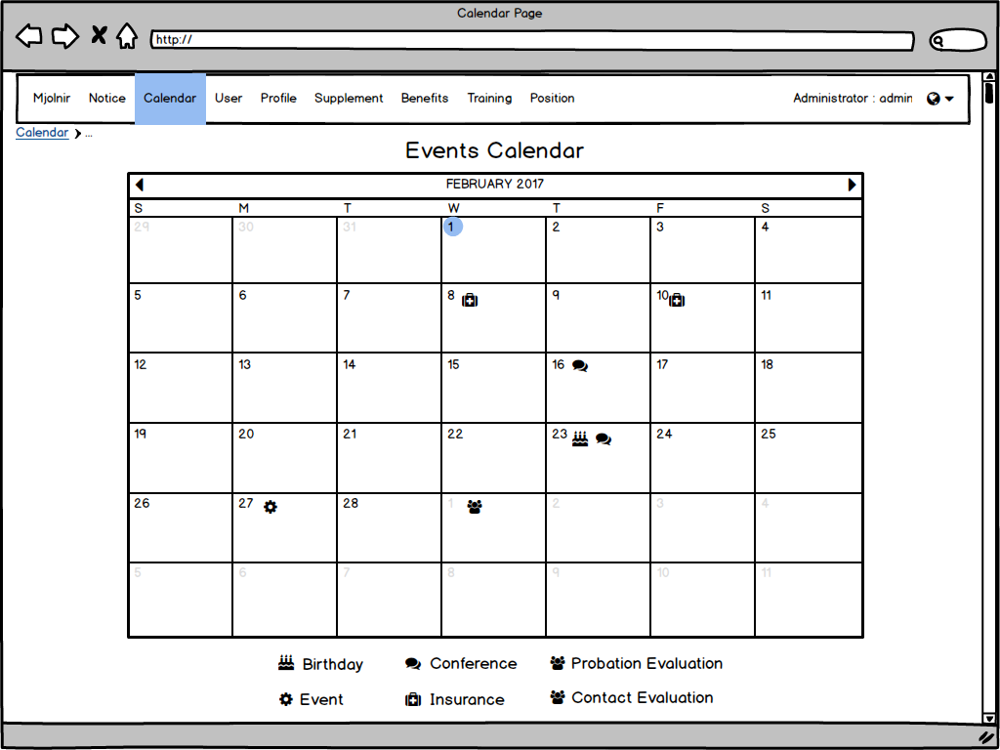 Calendar Page
http://
Mjolnir Notice Calendar User Profile Supplement Benefits Training Position Administrator : admin
Calendar ...
Events Calendar
FEBRUARY 2017
S M T W T F S
29 30 31 1 2 3 4
5 6 7 8 9 10 11
12 13 14 15 16 17 18
19 20 21 22 23 24 25
26 27 28 1 2 3 4
5 6 7 8 9 10 11
Birthday Conference Probation Evaluation
Event Insurance Contact Evaluation